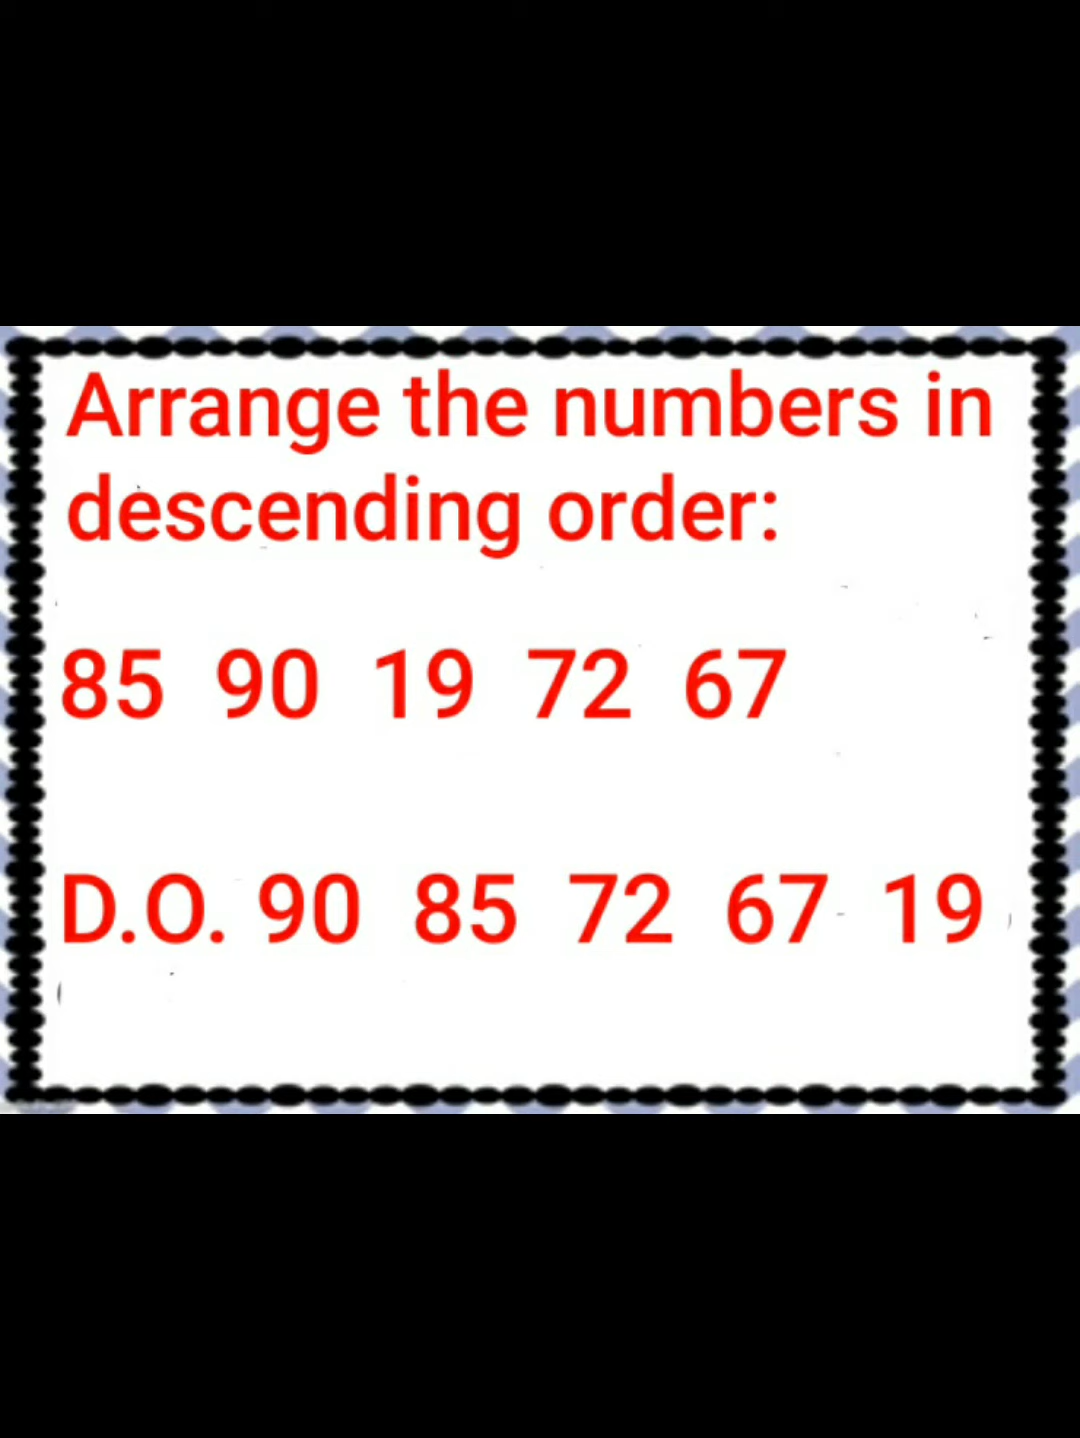 Arrange the numbers in
descending order:
85 90 19 72 67
D.O. 90 85 72 67 19